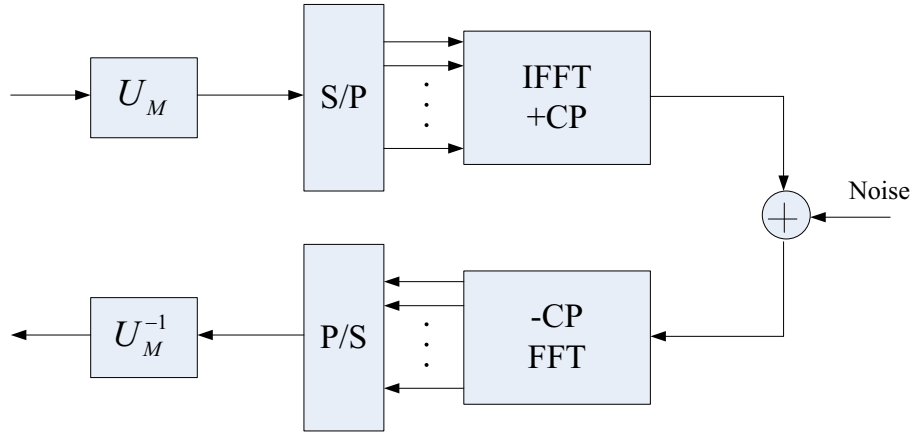 U_M
S/P
IFFT
+CP
Noise
U_M^{-1}
P/S
-CP
FFT